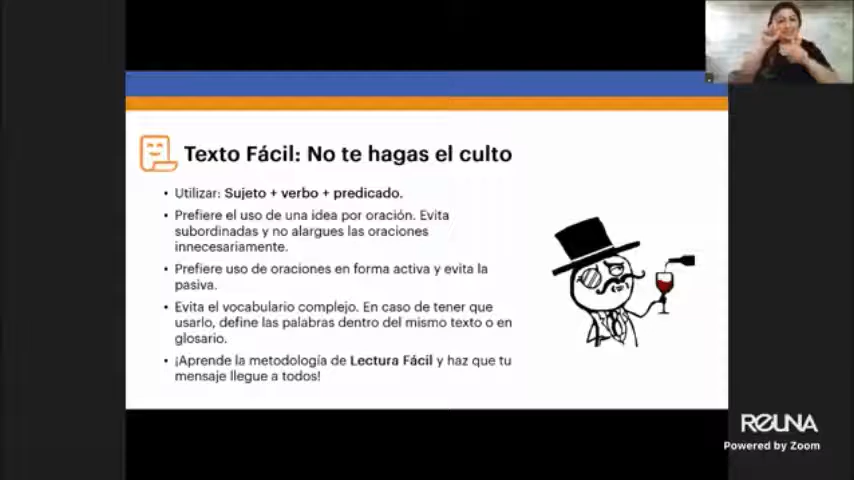 Texto Fácil: No te hagas el culto
• Utilizar: Sujeto + verbo + predicado.
• Prefiere el uso de una idea por oración. Evita
subordinadas y no alargues las oraciones
innecesariamente.
• Prefiere uso de oraciones en forma activa y evita la
pasiva.
• Evita el vocabulario complejo. En caso de tener que
usarlo, define las palabras dentro del mismo texto o en
glosario.
• ¡Aprende la metodología de Lectura Fácil y haz que tu
mensaje llegue a todos!
REUNA
Powered by Zoom